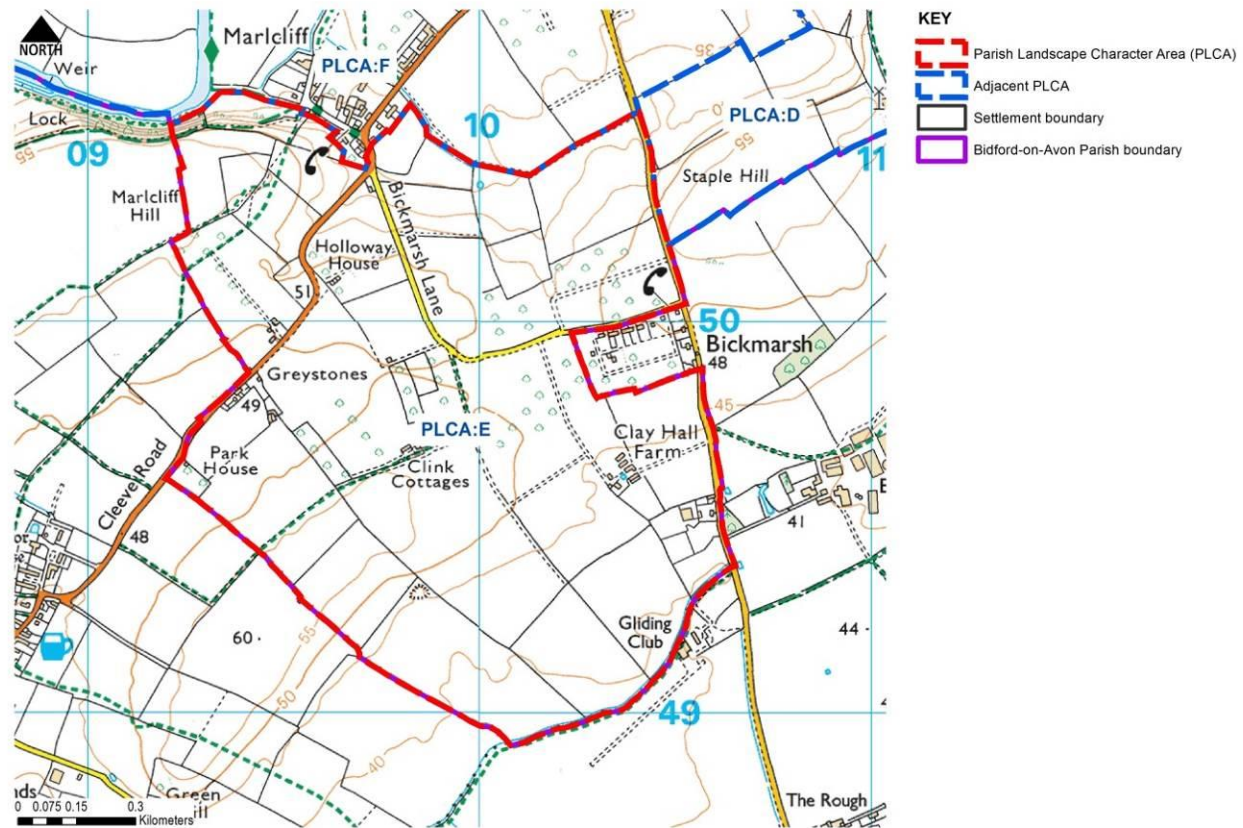 NORTH
Marlcliff
PLCA:F
Weir
Lock
09
10
35
55
55
PLCA:D
11
Staple Hill
Marlcliff
Hill
Bickmarsh Lane
Holloway
House
51
50
Bickmarsh
48
45
Greystones
49
PLCA:E
Park
House
Clink
Cottages
Clay Hall
Farm
Cleeve Road
48
41
60
55
50
40
Gliding
Club
44
49
Green
The Rough
0 0.075 0.15 0.3
Kilometers
KEY
Parish Landscape Character Area (PLCA)
Adjacent PLCA
Settlement boundary
Bidford-on-Avon Parish boundary